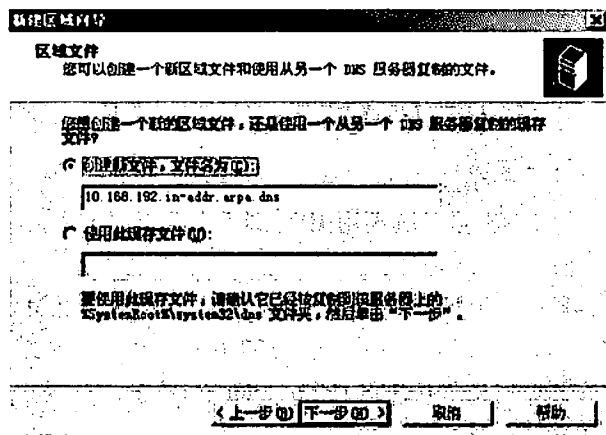 新建区域向导
区域文件
您可以创建一个新区域文件和使用从另一个 DNS 服务器复制的文件。
您想创建一个新的区域文件，还是使用一个从另一个 DNS 服务器复制的现存
文件?
创建新文件，文件名为(C):
10.168.192.in-addr.arpa.dns
使用此现存文件(U):
要使用此现存文件，请确认它已经被复制到该服务器上的
%SystemRoot%\system32\dns 文件夹，然后单击“下一步”。
< 上一步(B) 下一步(N) > 取消 帮助